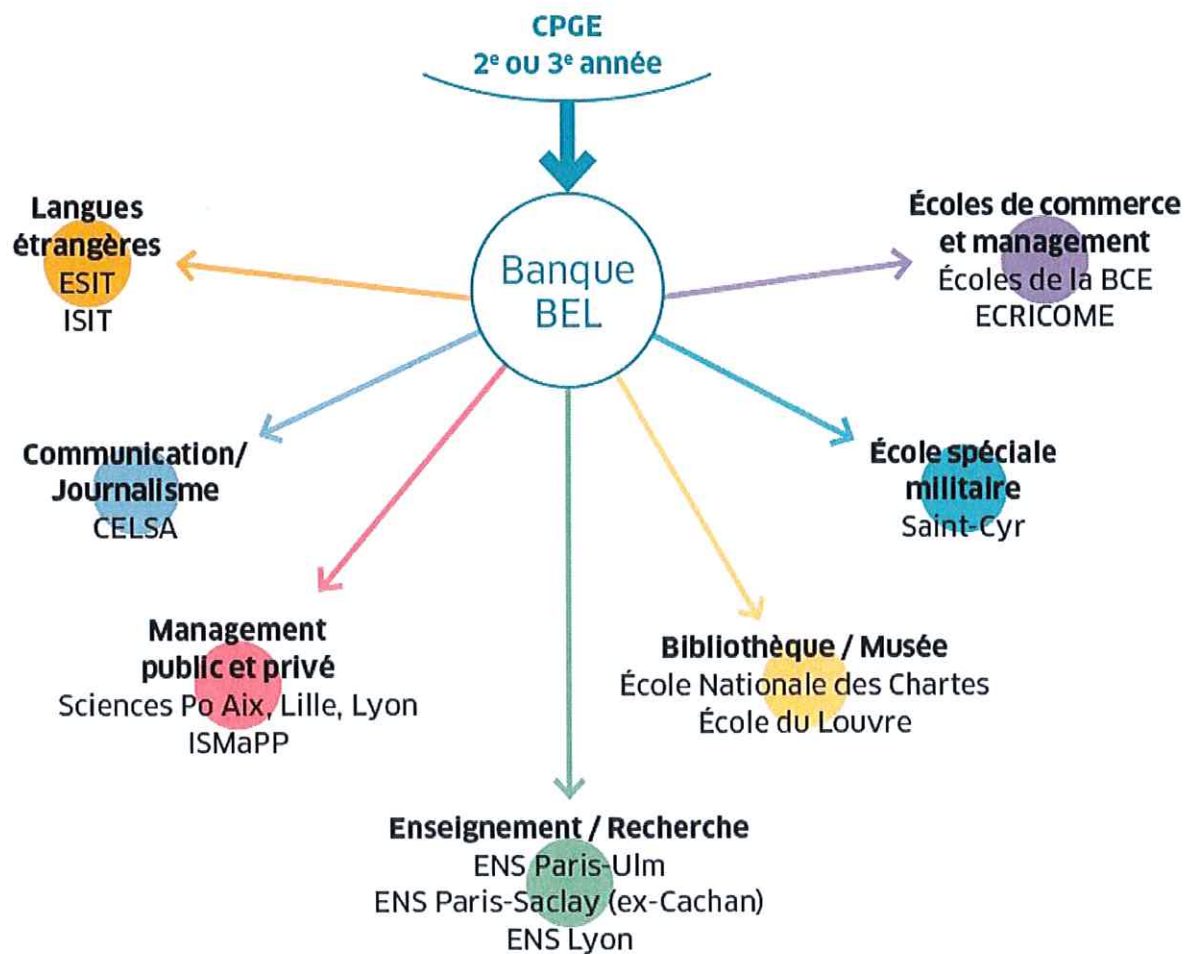 CPGE
2e ou 3e année
Banque
BEL
Langues
étrangères
ESIT
ISIT
Écoles de commerce
et management
Écoles de la BCE
ECRICOME
Communication/
Journalisme
CELSA
École spéciale
militaire
Saint-Cyr
Management
public et privé
Sciences Po Aix, Lille, Lyon
ISMaPP
Bibliothèque / Musée
École Nationale des Chartes
École du Louvre
Enseignement / Recherche
ENS Paris-Ulm
ENS Paris-Saclay (ex-Cachan)
ENS Lyon